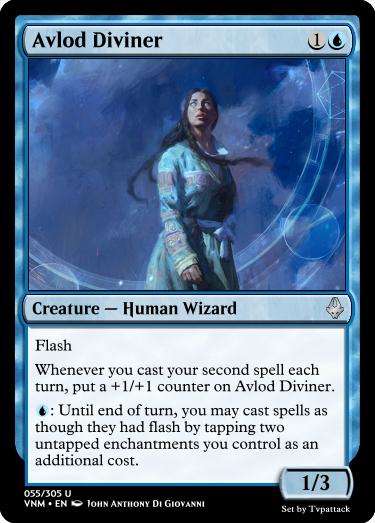 Avlod Diviner 1
Creature — Human Wizard
Flash
Whenever you cast your second spell each
turn, put a +1/+1 counter on Avlod Diviner.
: Until end of turn, you may cast spells as
though they had flash by tapping two
untapped enchantments you control as an
additional cost.
1/3
055/305 U
VNM • EN John Anthony Di Giovanni
Set by Tvpattack